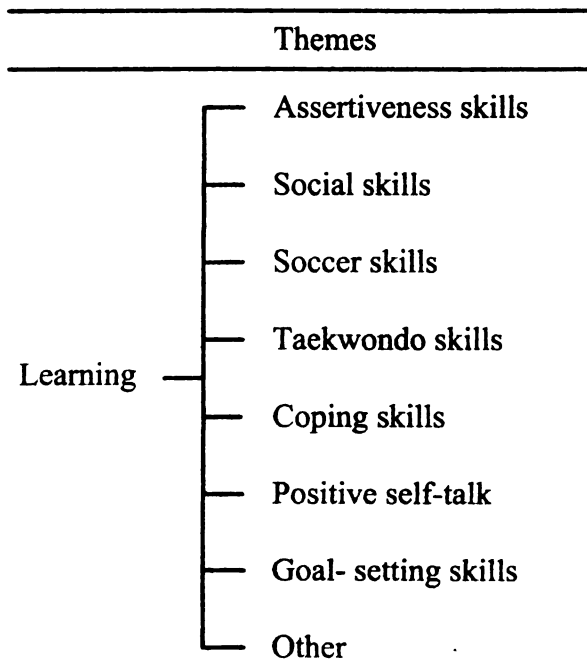 Themes
Assertiveness skills
Social skills
Soccer skills
Taekwondo skills
Learning
Coping skills
Positive self-talk
Goal- setting skills
Other